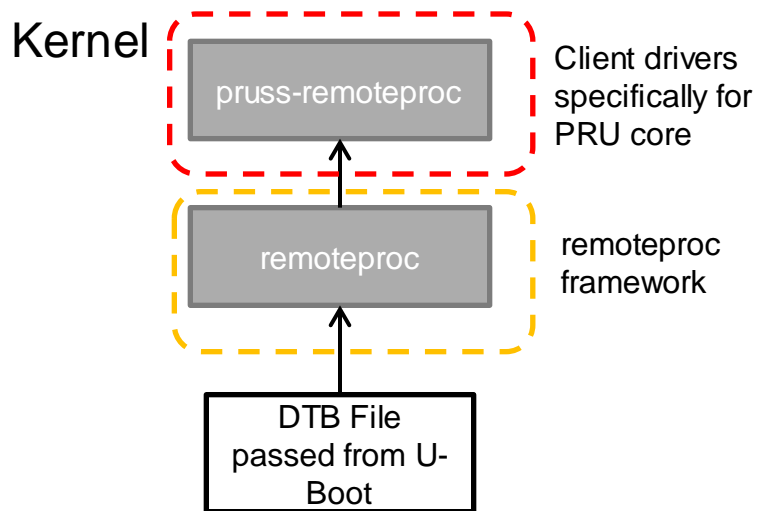 Kernel
pruss-remoteproc
Client drivers
specifically for
PRU core
remoteproc
remoteproc
framework
DTB File
passed from U-
Boot